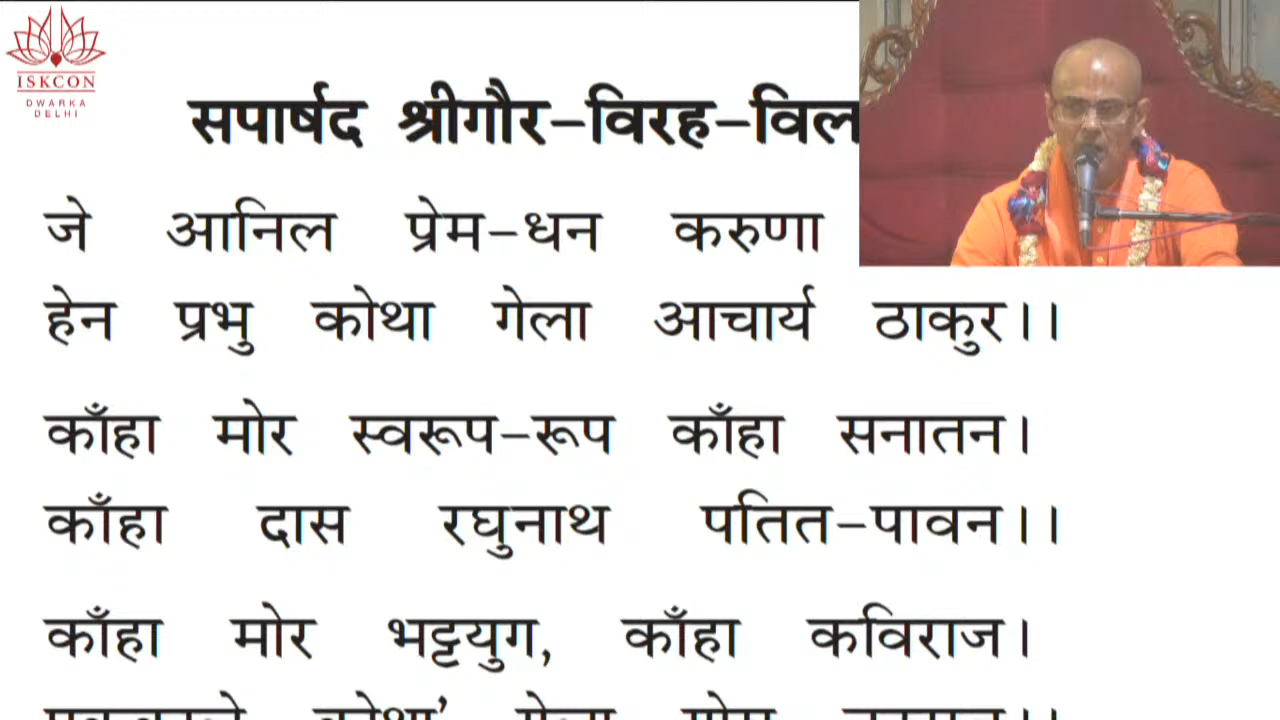 ISKCON
DWARKA
DELHI
सपार्षद श्रीगौर-विरह-विल
जे आनिल प्रेम-धन करुणा
हेन प्रभु कोथा गेला आचार्य ठाकुर।।
काँहा मोर स्वरूप-रूप काँहा सनातन।
काँहा दास रघुनाथ पतित-पावन।।
काँहा मोर भट्टयुग, काँहा कविराज।